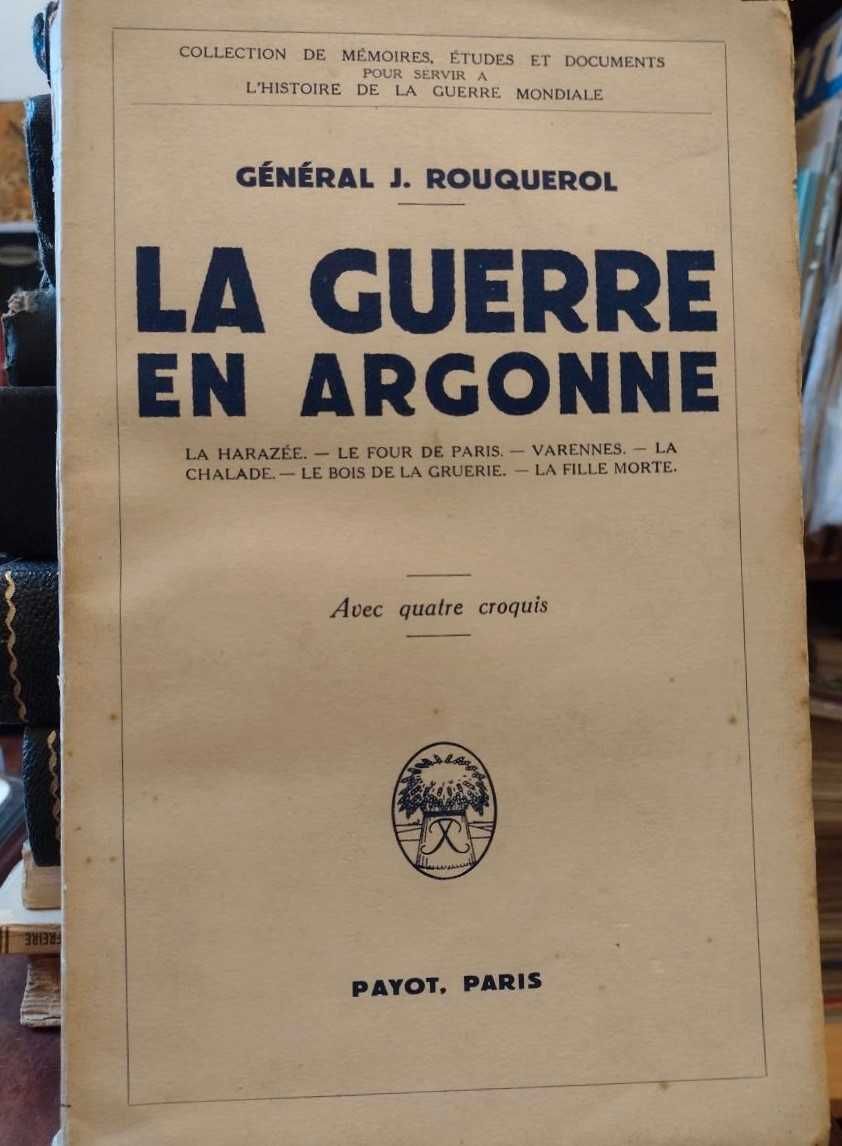 COLLECTION DE MÉMOIRES, ÉTUDES ET DOCUMENTS
POUR SERVIR A
L'HISTOIRE DE LA GUERRE MONDIALE
GÉNÉRAL J. ROUQUEROL
LA GUERRE
EN ARGONNE
LA HARAZÉE. — LE FOUR DE PARIS. — VARENNES. — LA
CHALADE. — LE BOIS DE LA GRUERIE. — LA FILLE MORTE.
Avec quatre croquis
PAYOT, PARIS
FREIRE